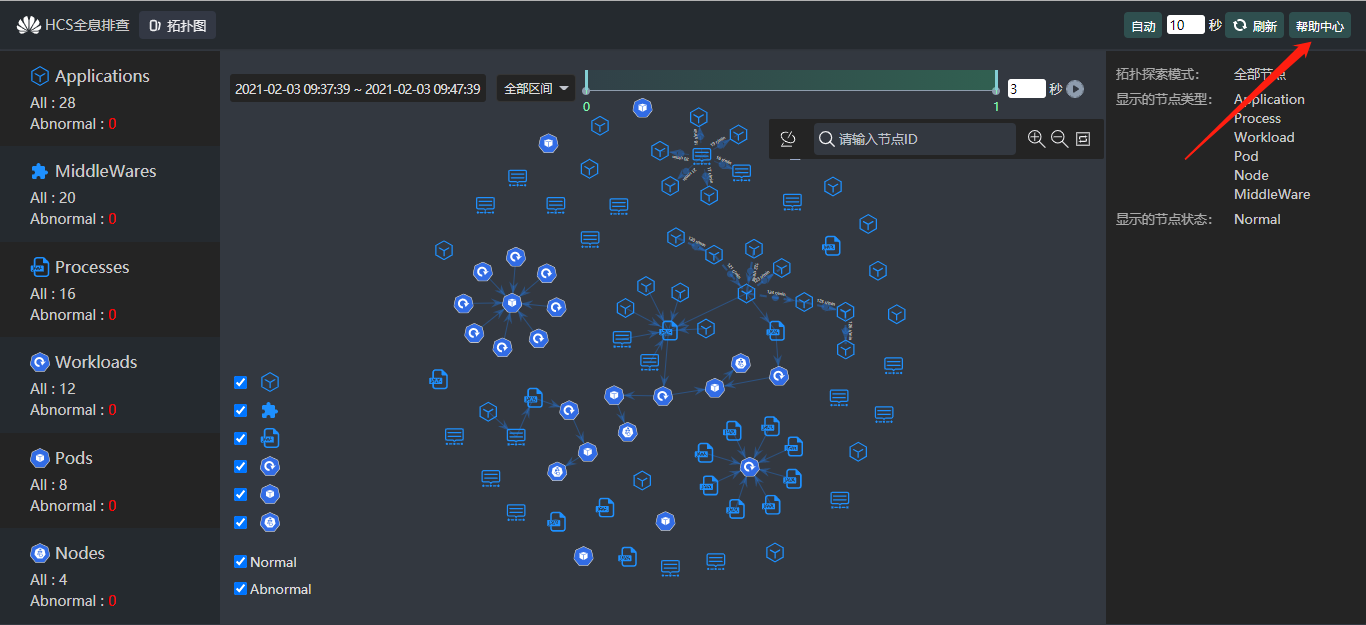 HCS全息排查
拓扑图
自动
10
秒
刷新
帮助中心
Applications
All : 28
Abnormal : 0
MiddleWares
All : 20
Abnormal : 0
Processes
All : 16
Abnormal : 0
Workloads
All : 12
Abnormal : 0
Pods
All : 8
Abnormal : 0
Nodes
All : 4
Abnormal : 0
2021-02-03 09:37:39 ~ 2021-02-03 09:47:39
全部区间
0
1
3
秒
请输入节点ID
Normal
Abnormal
拓扑探索模式:
全部节点
显示的节点类型:
Application
Process
Workload
Pod
Node
MiddleWare
显示的节点状态:
Normal